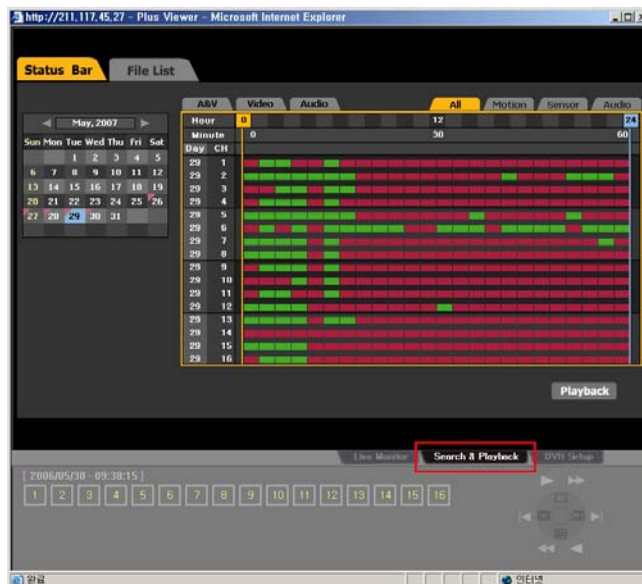 http://211.117.45.27 - Plus Viewer - Microsoft Internet Explorer
Status Bar File List
A&V Video Audio All Motion Sensor Audio
May, 2007
Hour 0 12 24
Minute 0 30 60
Day CH
Sun Mon Tue Wed Thu Fri Sat
1 2 3 4 5
6 7 8 9 10 11 12
13 14 15 16 17 18 19
20 21 22 23 24 25 26
27 28 29 30 31
29 1
29 2
29 3
29 4
29 5
29 6
29 7
29 8
29 9
29 10
29 11
29 12
29 13
29 14
29 15
29 16
Playback
Live Monitor Search & Playback DVR Setup
[ 2006/05/30 - 09:38:15 ]
1 2 3 4 5 6 7 8 9 10 11 12 13 14 15 16
완료 인터넷